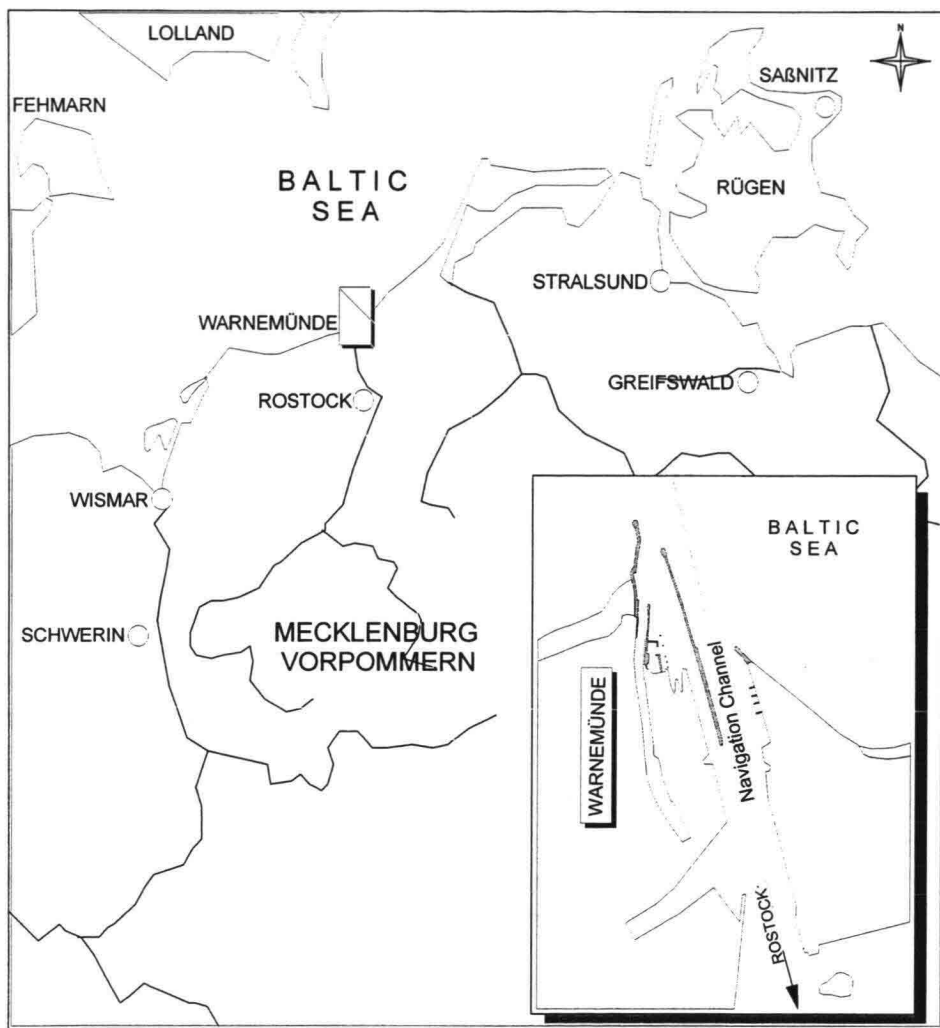 LOLLAND
N
SAßNITZ
FEHMARN
BALTIC
SEA
RÜGEN
STRALSUND
WARNEMÜNDE
GREIFSWALD
ROSTOCK
WISMAR
SCHWERIN
MECKLENBURG
VORPOMMERN
BALTIC
SEA
WARNEMÜNDE
Navigation Channel
ROSTOCK